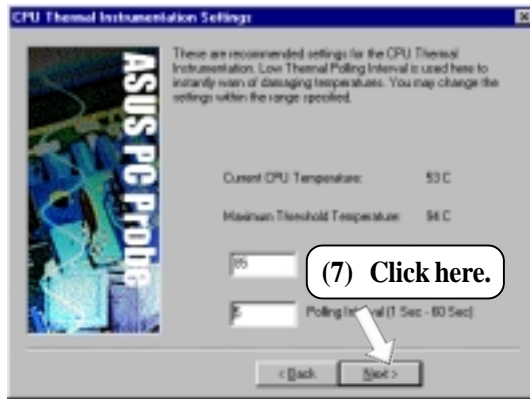 CPU Thermal Instrumentation Settings
ASUS PC Probe
These are recommended settings for the CPU Thermal
Instrumentation. Low Thermal Polling Interval is used here to
instantly warn of damaging temperatures. You may change the
settings within the range specified.
Current CPU Temperature: 53 C
Maximum Threshold Temperature: 94 C
(7) Click here.
Polling (1 Sec - 60 Sec)
< Back Next >